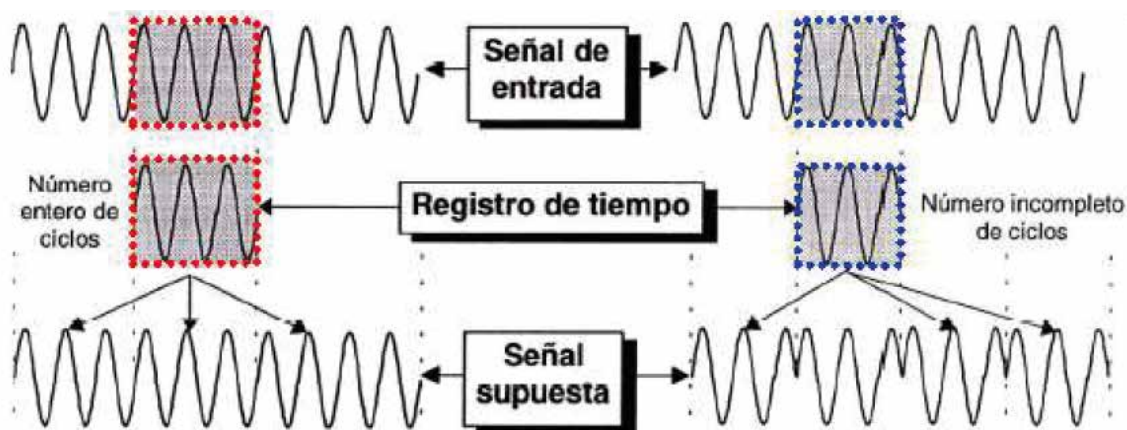 Señal de
entrada
Número
entero de
ciclos
Registro de tiempo
Número incompleto
de ciclos
Señal
supuesta